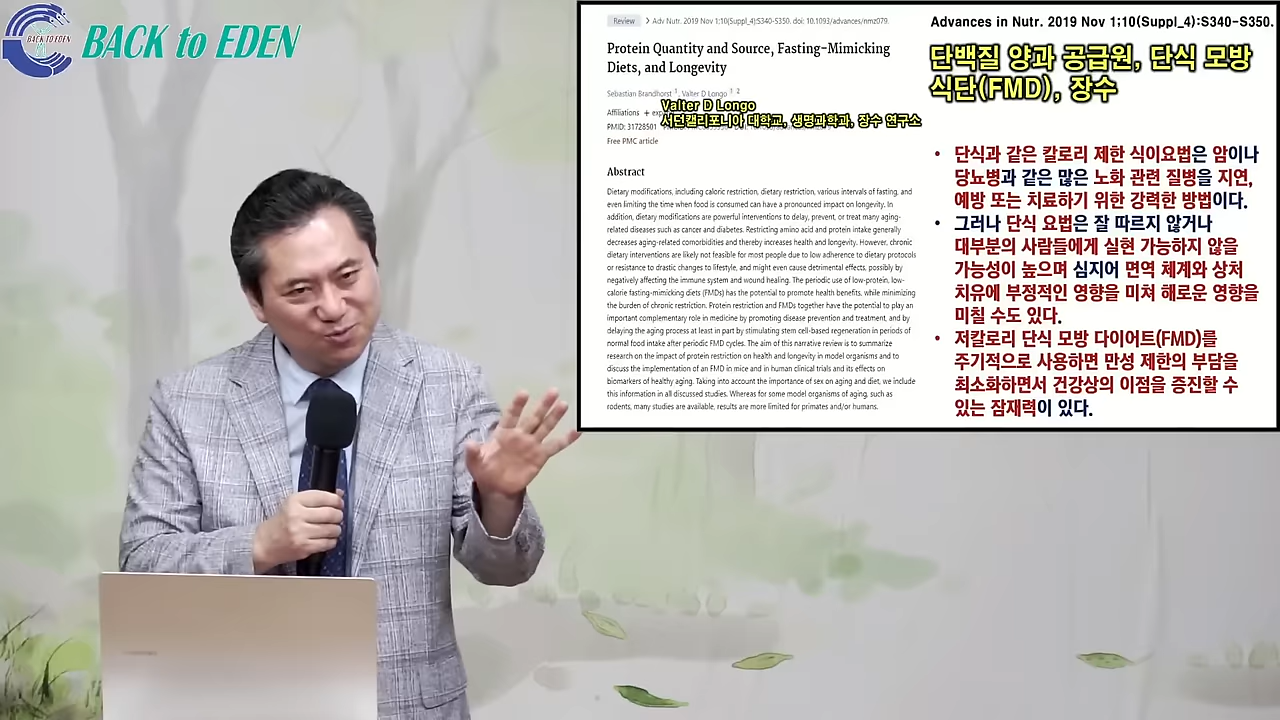 BACK TO EDEN
BACK to EDEN
Review
Adv Nutr. 2019 Nov 1;10(Suppl_4):S340-S350. doi: 10.1093/advances/nmz079.
Protein Quantity and Source, Fasting-Mimicking
Diets, and Longevity
Sebastian Brandhorst 1, Valter D Longo 1 2
Valter D Longo
서던캘리포니아 대학교, 생명과학과, 장수 연구소
Affiliations + exp
PMID: 31728501
Free PMC article
Abstract
Dietary modifications, including caloric restriction, dietary restriction, various intervals of fasting, and
even limiting the time when food is consumed can have a pronounced impact on longevity. In
addition, dietary modifications are powerful interventions to delay, prevent, or treat many aging-
related diseases such as cancer and diabetes. Restricting amino acid and protein intake generally
decreases aging-related comorbidities and thereby increases health and longevity. However, chronic
dietary interventions are likely not feasible for most people due to low adherence to dietary protocols
or resistance to drastic changes to lifestyle, and might even cause detrimental effects, possibly by
negatively affecting the immune system and wound healing. The periodic use of low-protein, low-
calorie fasting-mimicking diets (FMDs) has the potential to promote health benefits, while minimizing
the burden of chronic restriction. Protein restriction and FMDs together have the potential to play an
important complementary role in medicine by promoting disease prevention and treatment, and by
delaying the aging process at least in part by stimulating stem cell-based regeneration in periods of
normal food intake after periodic FMD cycles. The aim of this narrative review is to summarize
research on the impact of protein restriction on health and longevity in model organisms and to
discuss the implementation of an FMD in mice and in human clinical trials and its effects on
biomarkers of healthy aging. Taking into account the importance of sex on aging and diet, we include
this information in all discussed studies. Whereas for some model organisms of aging, such as
rodents, many studies are available, results are more limited for primates and/or humans.
Advances in Nutr. 2019 Nov 1;10(Suppl_4):S340-S350.
단백질 양과 공급원, 단식 모방
식단(FMD), 장수
• 단식과 같은 칼로리 제한 식이요법은 암이나
당뇨병과 같은 많은 노화 관련 질병을 지연,
예방 또는 치료하기 위한 강력한 방법이다.
• 그러나 단식 요법은 잘 따르지 않거나
대부분의 사람들에게 실현 가능하지 않을
가능성이 높으며 심지어 면역 체계와 상처
치유에 부정적인 영향을 미쳐 해로운 영향을
미칠 수도 있다.
• 저칼로리 단식 모방 다이어트(FMD)를
주기적으로 사용하면 만성 제한의 부담을
최소화하면서 건강상의 이점을 증진할 수
있는 잠재력이 있다.